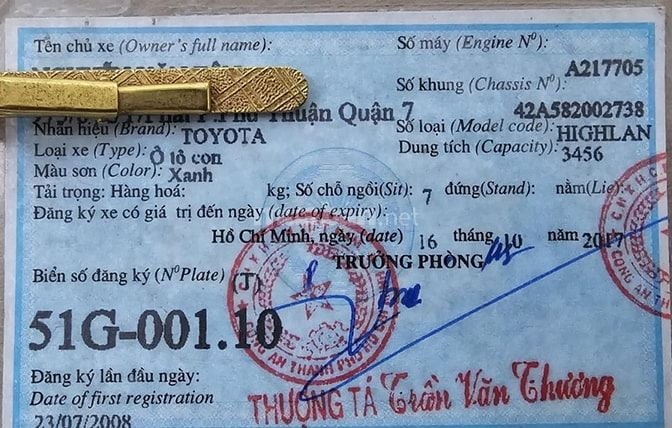 Tên chủ xe (Owner's full name):
Số máy (Engine Nº):
A217705
Số khung (Chassis Nº):
42A582002738
Thuận Quận 7
Nhãn hiệu (Brand): TOYOTA
Số loại (Model code): HIGHLAN
Loại xe (Type): Ô tô con
Dung tích (Capacity): 3456
Màu sơn (Color): Xanh
Tải trọng: Hàng hoá: kg; Số chỗ ngồi(Sit): 7 đứng(Stand): nằm(Lie):
Đăng ký xe có giá trị đến ngày (date of expiry):
Hồ Chí Minh, ngày (date) 16 tháng 10 năm 2017
TRƯỞNG PHÒNG
Biển số đăng ký (NºPlate) (T)
51G-001.10
Đăng ký lần đầu ngày:
Date of first registration
23/07/2008
THƯỢNG TÁ Trần Văn Thương